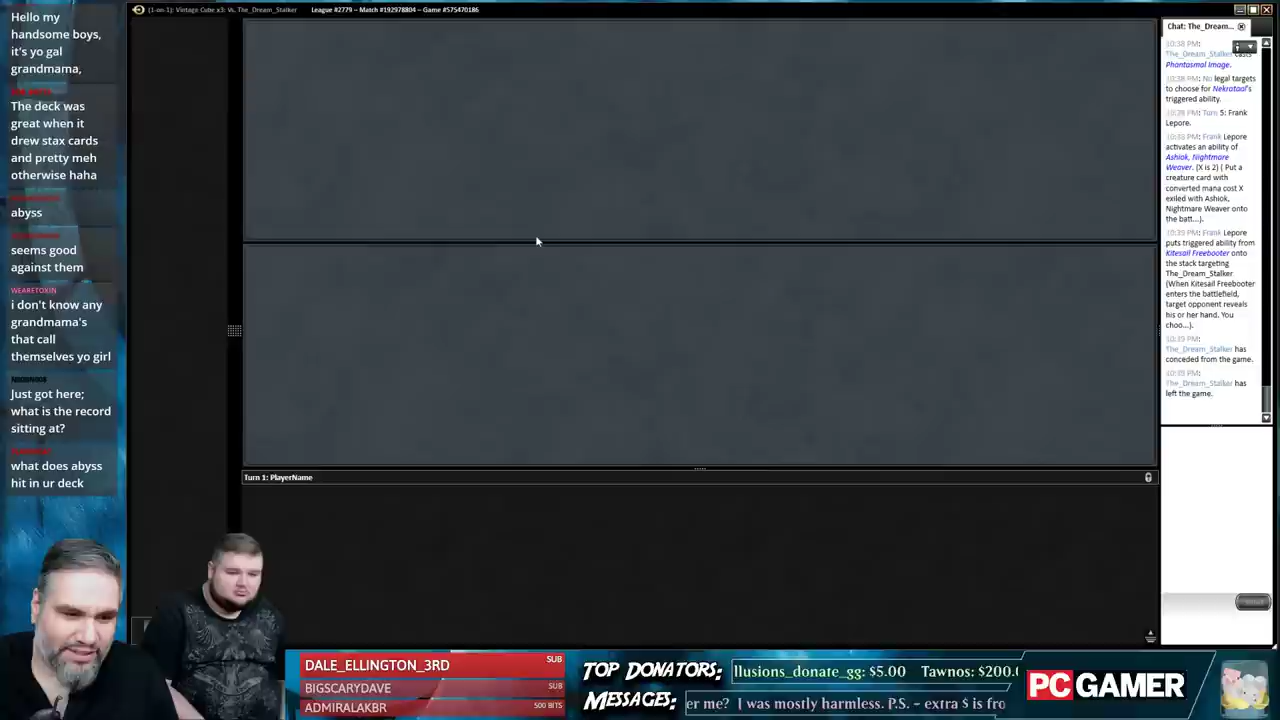 Hello my
handsome boys,
it's yo gal
grandmama,
The deck was
great when it
drew stax cards
and pretty meh
otherwise haha
abyss
seems good
against them
WEARETOXIN
i don't know any
grandmama's
that call
themselves yo girl
Just got here;
what is the record
sitting at?
what does abyss
hit in ur deck
(1-on-1): Vintage Cube x3: Vs. The_Dream_Stalker
League #2779 -- Match #192978804 -- Game #575470186
Turn 1: PlayerName
Chat: The_Dream...
10:38 PM:
The_Dream_Stalker casts
Phantasmal Image.
10:38 PM: No legal targets
to choose for Nekrataal's
triggered ability.
10:38 PM: Turn 5: Frank
Lepore.
10:38 PM: Frank Lepore
activates an ability of
Ashiok, Nightmare
Weaver. (X is 2) ( Put a
creature card with
converted mana cost X
exiled with Ashiok,
Nightmare Weaver onto
the batt...).
10:39 PM: Frank Lepore
puts triggered ability from
Kitesail Freebooter onto
the stack targeting
The_Dream_Stalker
(When Kitesail Freebooter
enters the battlefield,
target opponent reveals
his or her hand. You
choo...).
10:39 PM:
The_Dream_Stalker has
conceded from the game.
10:39 PM:
The_Dream_Stalker has
left the game.
DALE_ELLINGTON_3RD SUB
BIGSCARYDAVE SUB
ADMIRALAKBR 500 BITS
TOP DONATORS: llusions_donate_gg: $5.00 Tawnos: $200.
MESSAGES: er me? I was mostly harmless. P.S. – extra $ is fro
PC GAMER